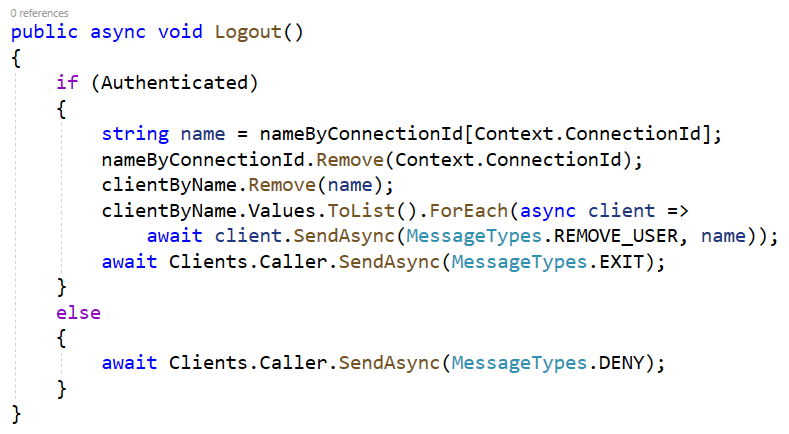 0 references
public async void Logout()
{
if (Authenticated)
{
string name = nameByConnectionId[Context.ConnectionId];
nameByConnectionId.Remove(Context.ConnectionId);
clientByName.Remove(name);
clientByName.Values.ToList().ForEach(async client =>
await client.SendAsync(MessageTypes.REMOVE_USER, name));
await Clients.Caller.SendAsync(MessageTypes.EXIT);
}
else
{
await Clients.Caller.SendAsync(MessageTypes.DENY);
}
}